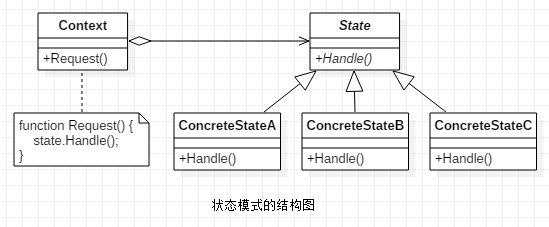 Context
+Request()
State
+Handle()
function Request() {
state.Handle();
}
ConcreteStateA
+Handle()
ConcreteStateB
+Handle()
ConcreteStateC
+Handle()
状态模式的结构图